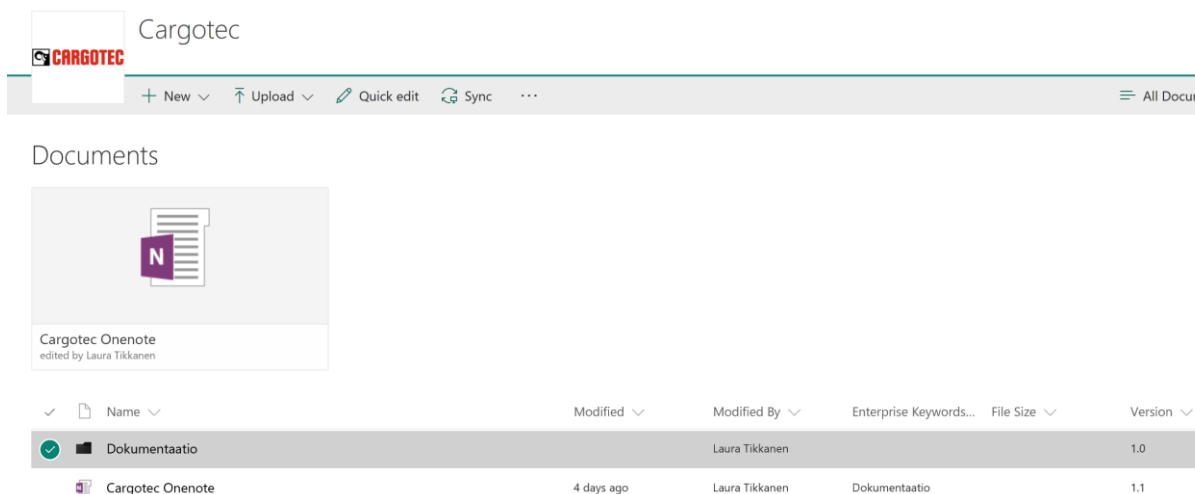 Cargotec
CARGOTEC
New Upload Quick edit Sync ... All Docu
Documents
N
Cargotec Onenote
edited by Laura Tikkanen
Name Modified Modified By Enterprise Keywords... File Size Version
Dokumentaatio Laura Tikkanen 1.0
Cargotec Onenote 4 days ago Laura Tikkanen Dokumentaatio 1.1